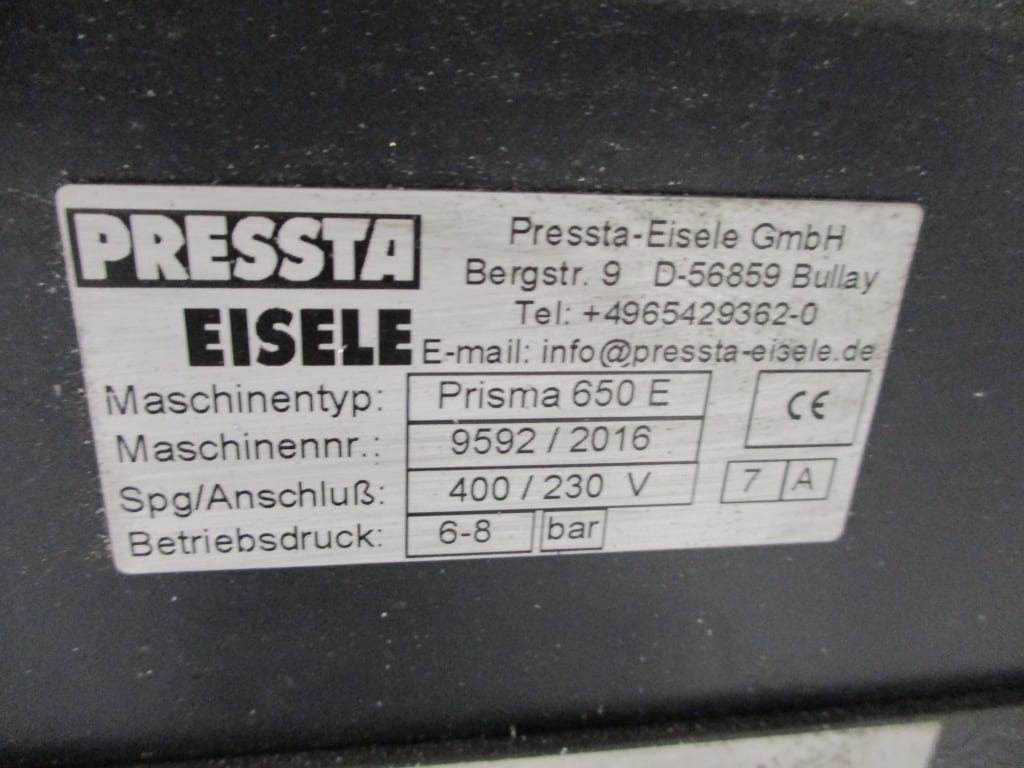 PRESSTA
EISELE
Pressta-Eisele GmbH
Bergstr. 9 D-56859 Bullay
Tel: +4965429362-0
E-mail: info@pressta-eisele.de
Maschinentyp: Prisma 650 E
CE
Maschinennr.: 9592 / 2016
Spg/Anschluß: 400 / 230 V 7 A
Betriebsdruck: 6-8 bar